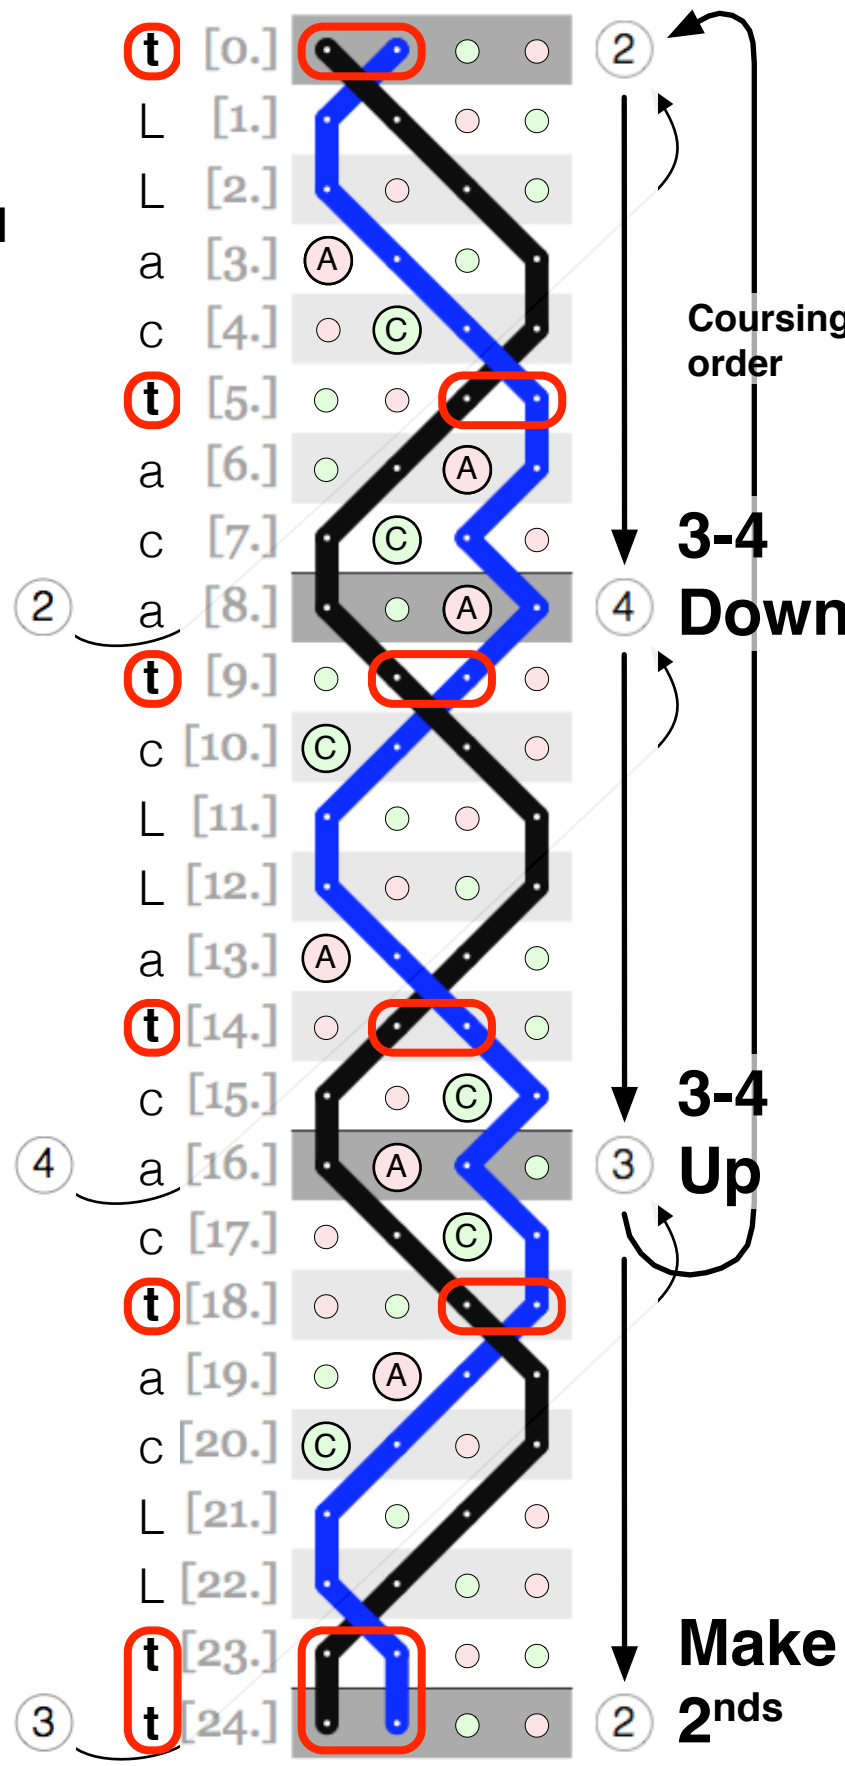 t [0.] 2
L [1.]
L [2.]
a [3.] A
c [4.] C
Coursing
order
t [5.]
a [6.] A
c [7.] C
3-4
2 a [8.] A 4 Down
t [9.]
c [10.] C
L [11.]
L [12.]
a [13.] A
t [14.]
c [15.] C
3-4
4 a [16.] A 3 Up
c [17.] C
t [18.]
a [19.] A
c [20.] C
L [21.]
L [22.]
t [23.] Make
3 t [24.] 2 2nds